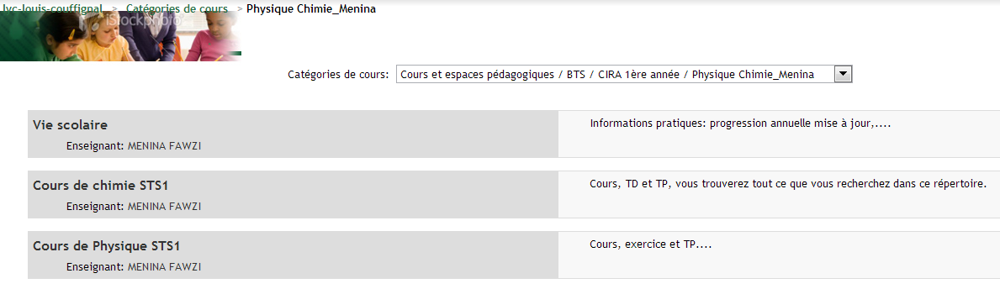 lyc-louis-couffignal > Catégories de cours > Physique Chimie_Menina
iStockphoto
Catégories de cours: Cours et espaces pédagogiques / BTS / CIRA 1ère année / Physique Chimie_Menina
Vie scolaire
Informations pratiques: progression annuelle mise à jour,....
Enseignant: MENINA FAWZI
Cours de chimie STS1
Cours, TD et TP, vous trouverez tout ce que vous recherchez dans ce répertoire.
Enseignant: MENINA FAWZI
Cours de Physique STS1
Cours, exercice et TP....
Enseignant: MENINA FAWZI